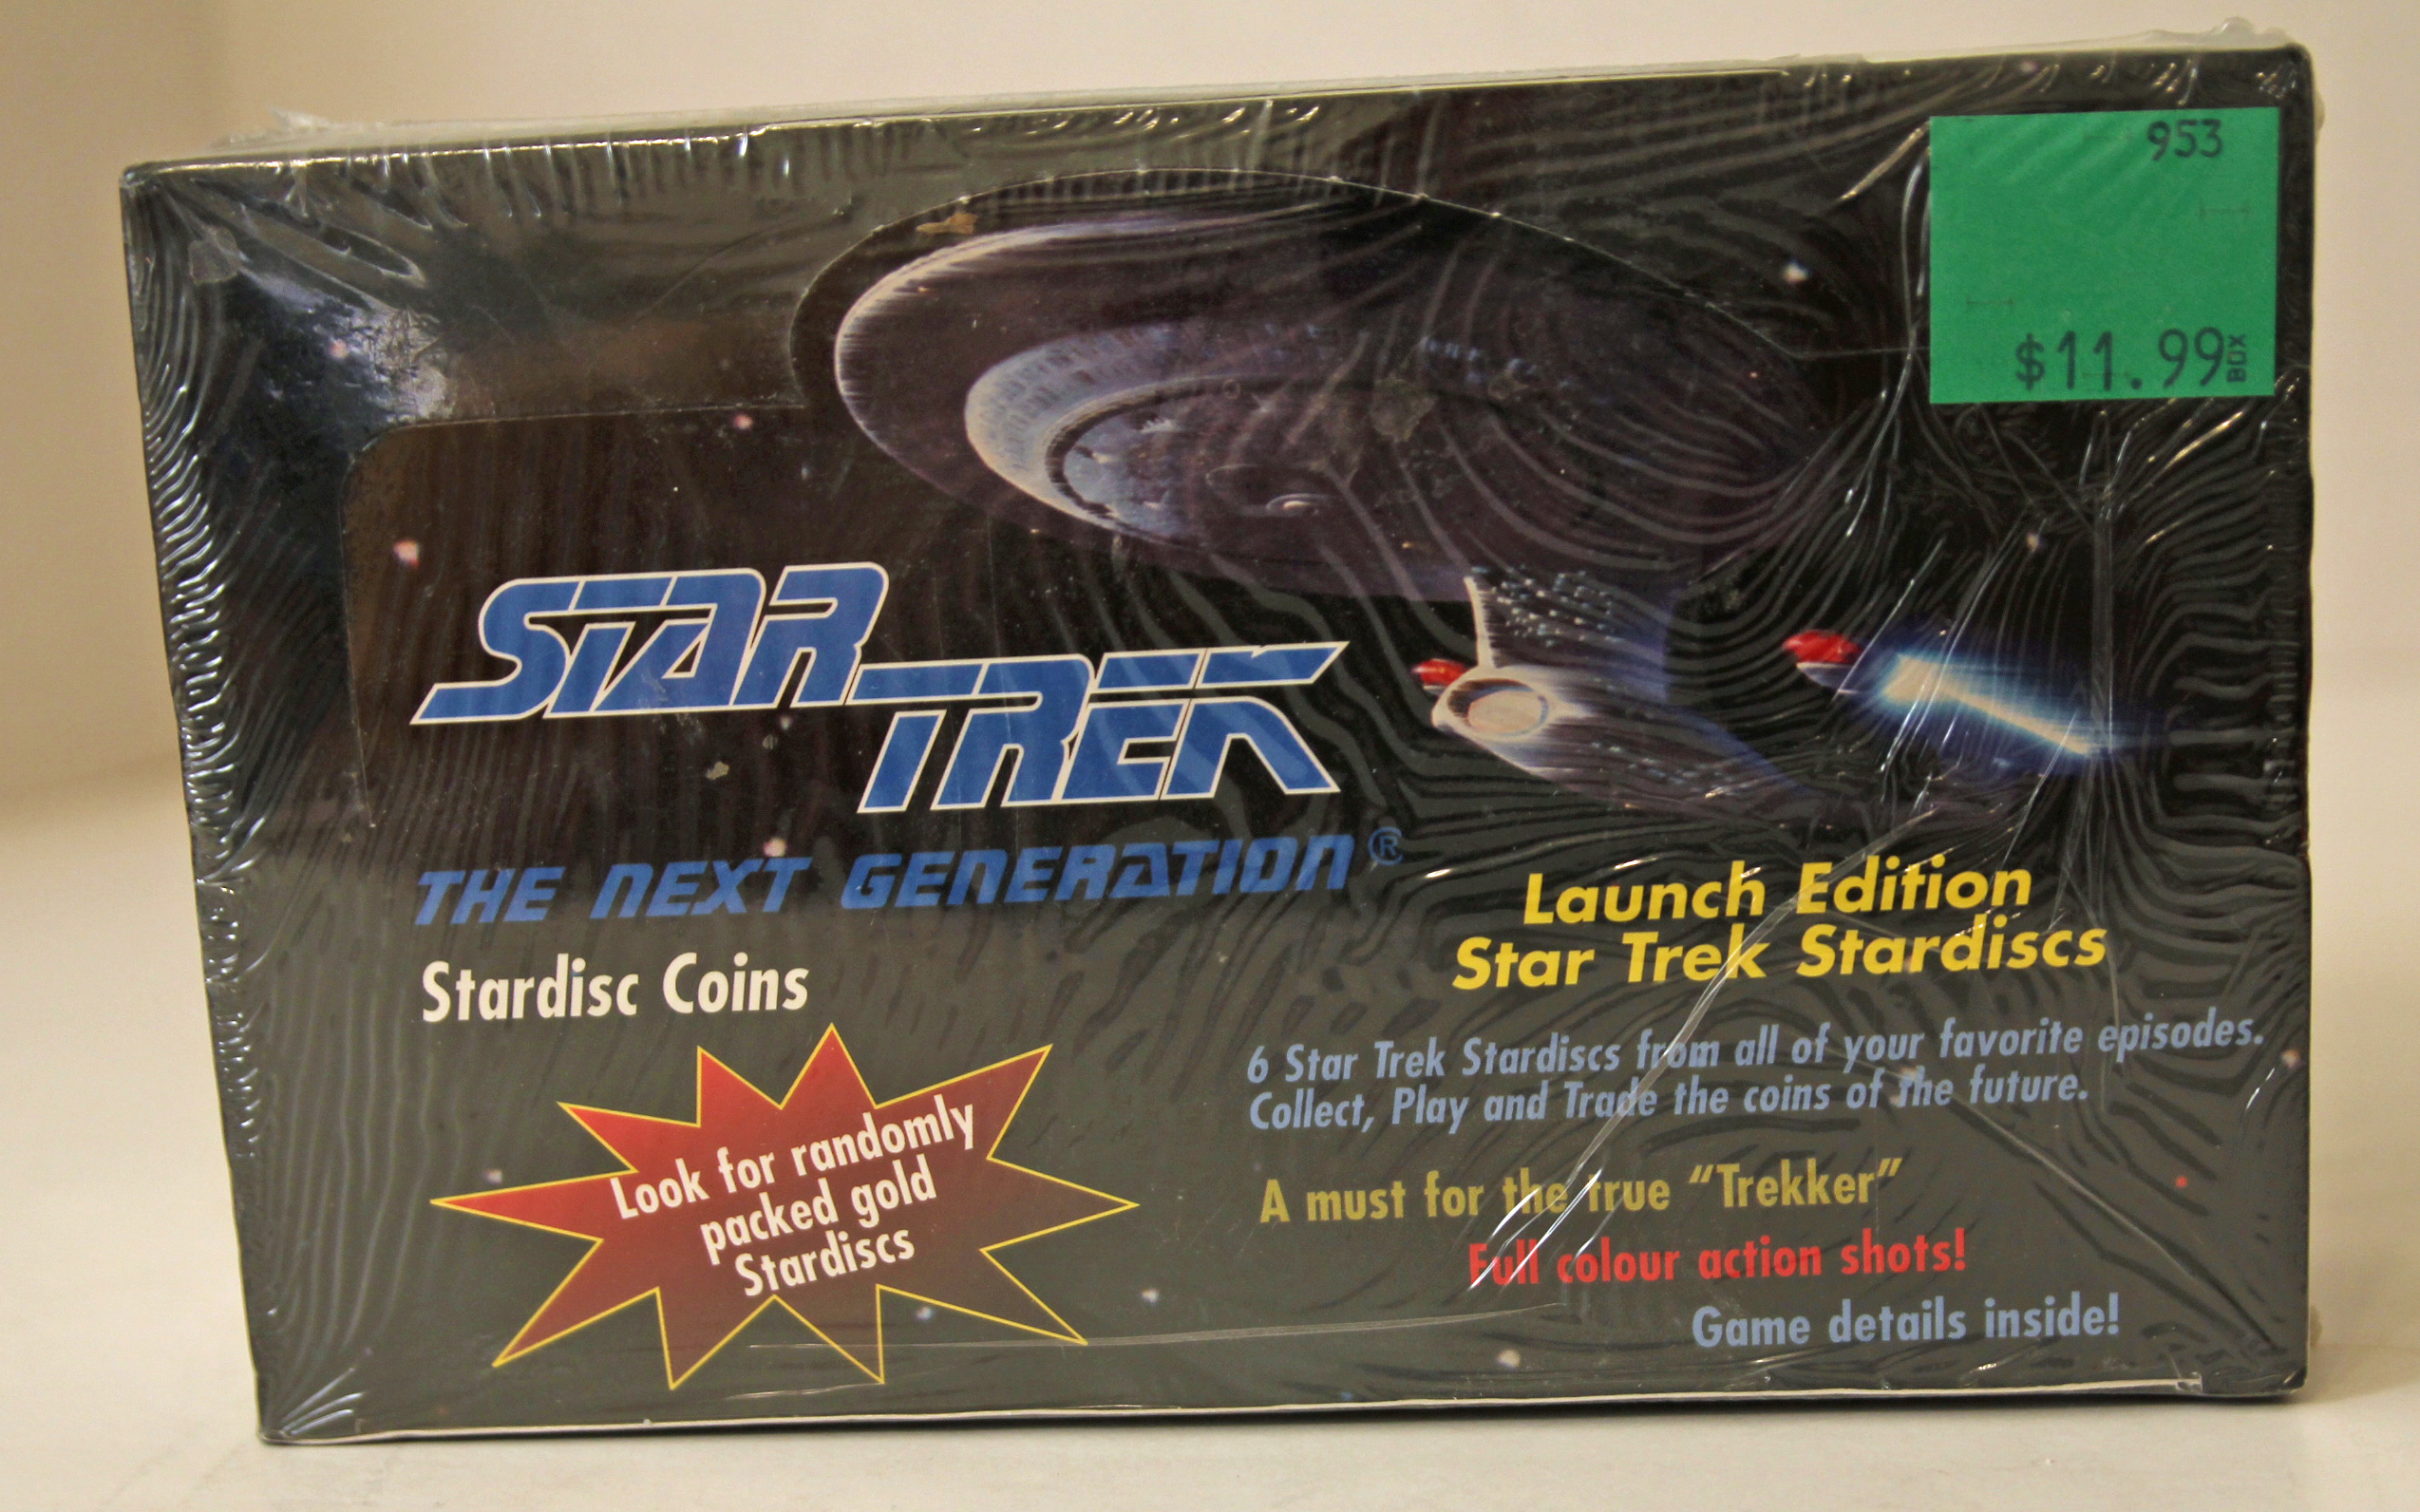 953
$11.99 BOX
STAR
TREK
THE NEXT GENERATION®
Stardisc Coins
Launch Edition
Star Trek Stardiscs
6 Star Trek Stardiscs from all of your favorite episodes.
Collect, Play and Trade the coins of the future.
A must for the true "Trekker"
Full colour action shots!
Game details inside!
Look for randomly
packed gold
Stardiscs